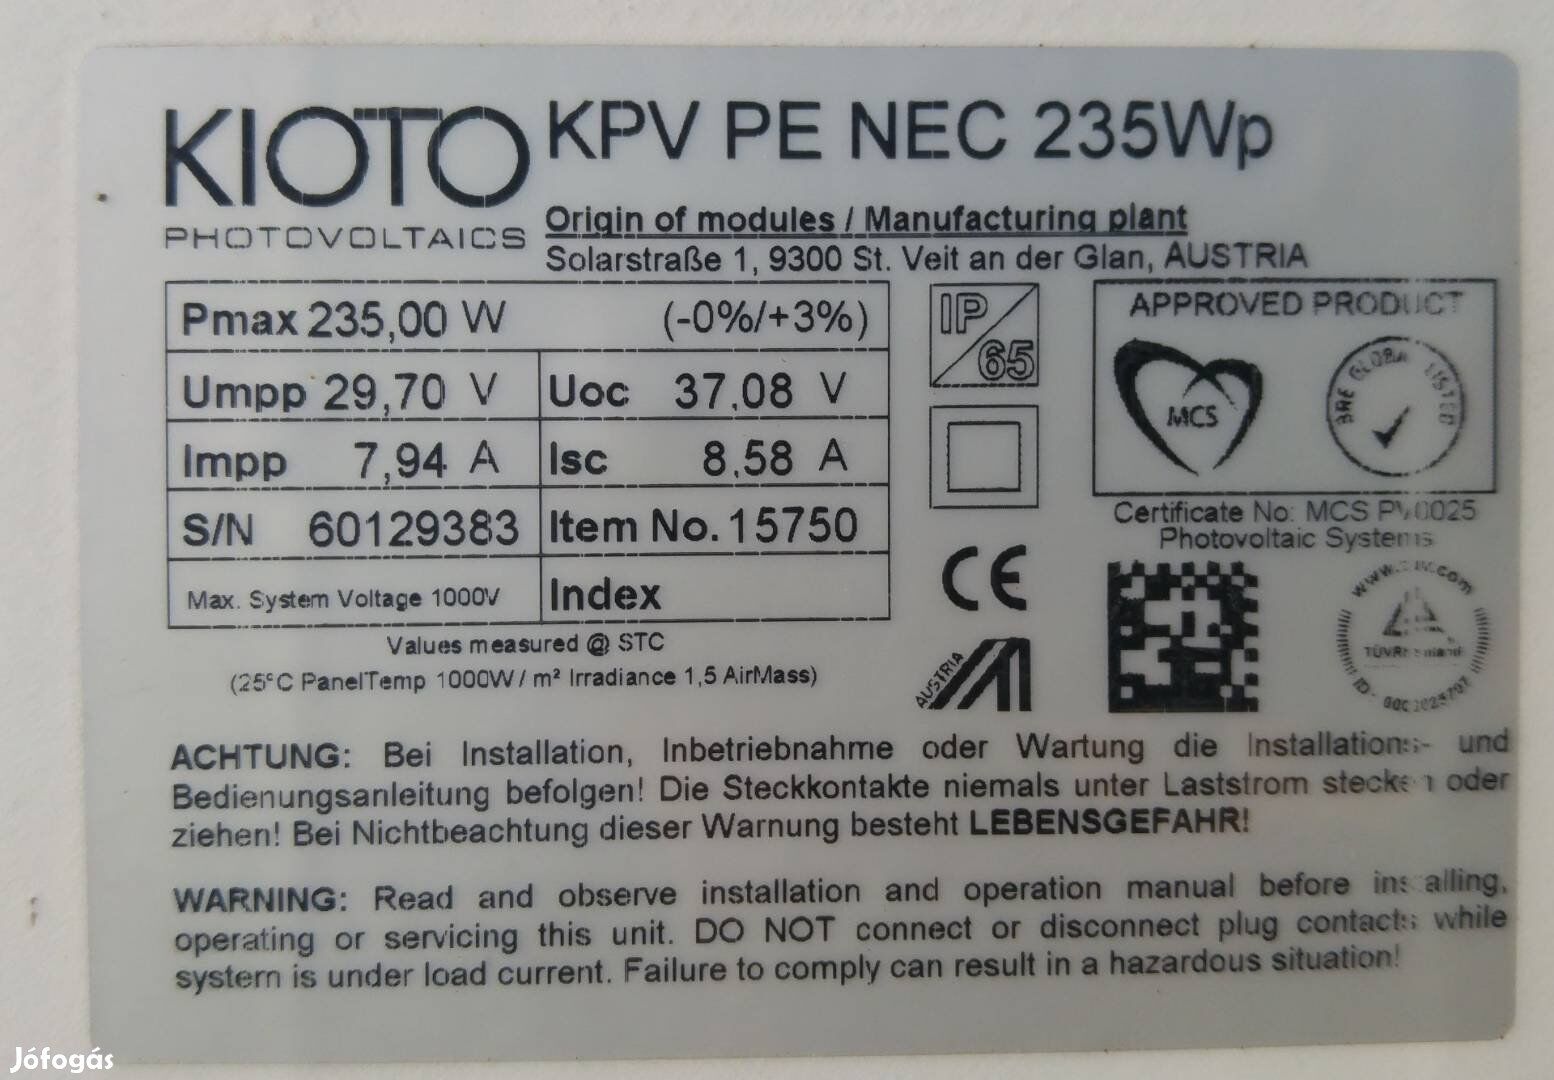 KIOTO
PHOTOVOLTAICS
KPV PE NEC 235Wp
Origin of modules / Manufacturing plant
Solarstraße 1, 9300 St. Veit an der Glan, AUSTRIA
Pmax 235,00 W (-0%/+3%)
Umpp 29,70 V Uoc 37,08 V
Impp 7,94 A Isc 8,58 A
S/N 60129383 Item No. 15750
Max. System Voltage 1000V Index
Values measured @ STC
(25°C PanelTemp 1000W/m² Irradiance 1,5 AirMass)
IP
65
CE
AUSTRIA
APPROVED PRODUCT
MCS
BRE GLOBAL LISTED
Certificate No: MCS PV0025
Photovoltaic Systems
TÜVRheinland
ACHTUNG: Bei Installation, Inbetriebnahme oder Wartung die Installations- und
Bedienungsanleitung befolgen! Die Steckkontakte niemals unter Laststrom stecken oder
ziehen! Bei Nichtbeachtung dieser Warnung besteht LEBENSGEFAHR!
WARNING: Read and observe installation and operation manual before installing,
operating or servicing this unit. DO NOT connect or disconnect plug contacts while
system is under load current. Failure to comply can result in a hazardous situation!
Jófogás